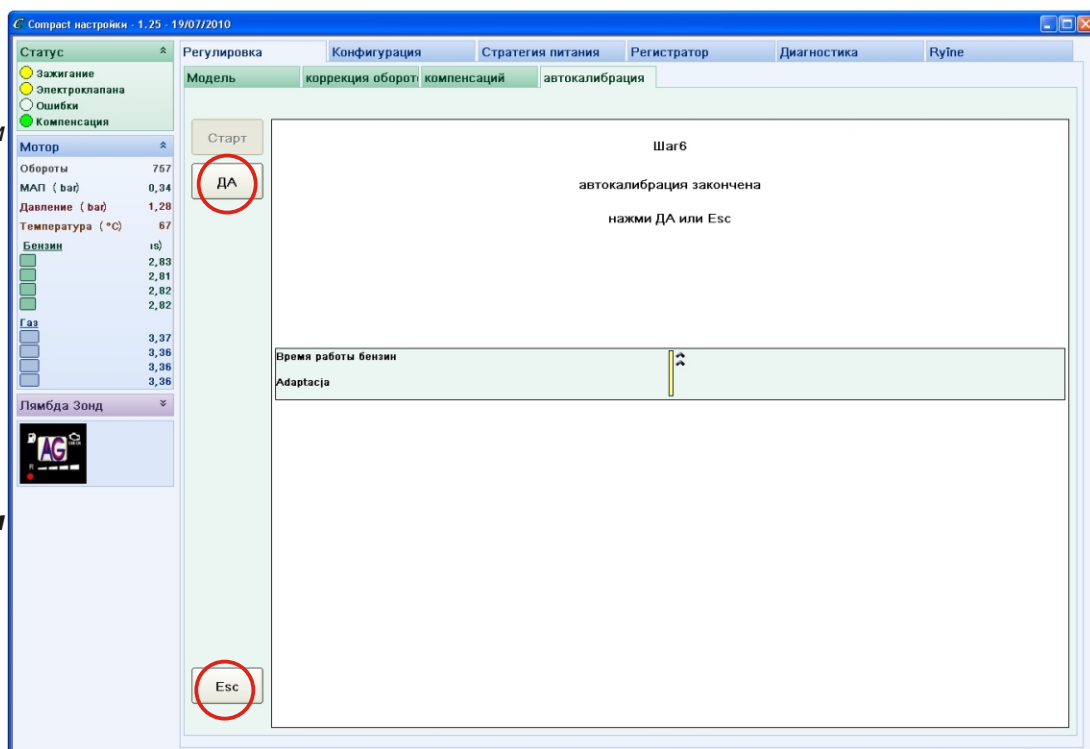 Compact настройки - 1.25 - 19/07/2010
Статус
Зажигание
Электроклапана
Ошибки
Компенсация
Мотор
Обороты 757
МАП ( bar) 0,34
Давление ( bar) 1,28
Температура ( °C) 67
Бензин ıs)
2,83
2,81
2,82
2,82
Газ
3,37
3,36
3,36
3,36
Лямбда Зонд
AG
R
Регулировка Конфигурация Стратегия питания Регистратор Диагностика Ryîne
Модель коррекция оборот компенсаций автокалибрация
Старт
ДА
Esc
Шаг6
автокалибрация закончена
нажми ДА или Esc
Время работы бензин
Adaptacja